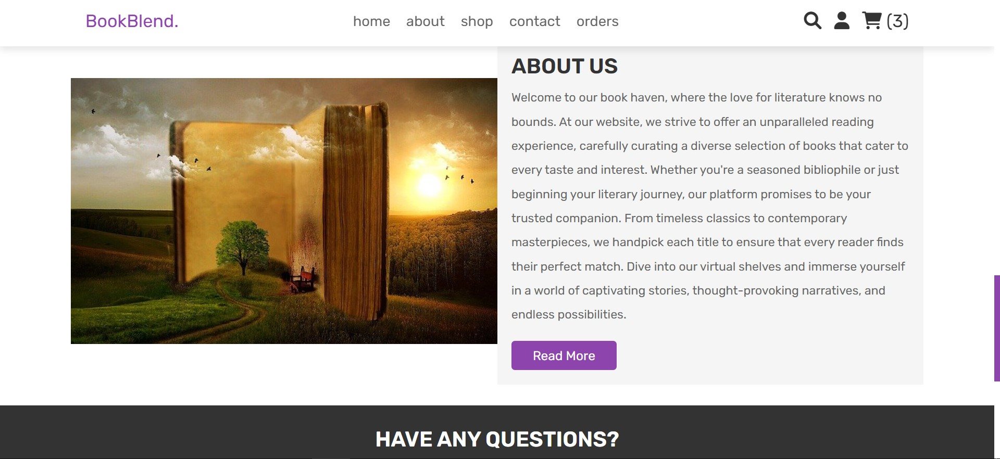 BookBlend.
home about shop contact orders
(3)
ABOUT US
Welcome to our book haven, where the love for literature knows no
bounds. At our website, we strive to offer an unparalleled reading
experience, carefully curating a diverse selection of books that cater to
every taste and interest. Whether you're a seasoned bibliophile or just
beginning your literary journey, our platform promises to be your
trusted companion. From timeless classics to contemporary
masterpieces, we handpick each title to ensure that every reader finds
their perfect match. Dive into our virtual shelves and immerse yourself
in a world of captivating stories, thought-provoking narratives, and
endless possibilities.
Read More
HAVE ANY QUESTIONS?